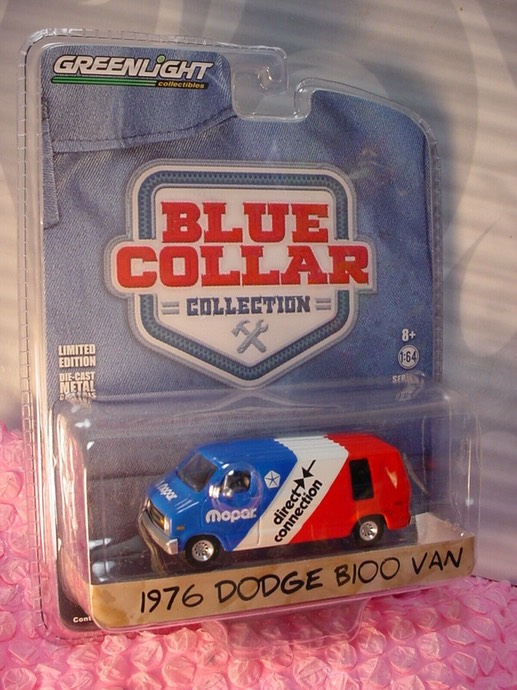 GREENLiGHT
collectibles
BLUE
COLLAR
= COLLECTION =
LIMITED
EDITION
DIE-CAST
METAL
8+
1:64
mopar
mopar
direct
connection
1976 DODGE B100 VAN